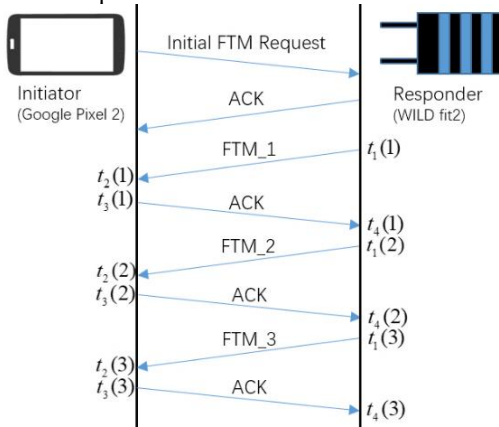 Initial FTM Request
Initiator
(Google Pixel 2)
Responder
(WILD fit2)
ACK
FTM_1
t₁(1)
t₂(1)
t₃(1)
ACK
t₄(1)
FTM_2
t₁(2)
t₂(2)
t₃(2)
ACK
t₄(2)
FTM_3
t₁(3)
t₂(3)
t₃(3)
ACK
t₄(3)